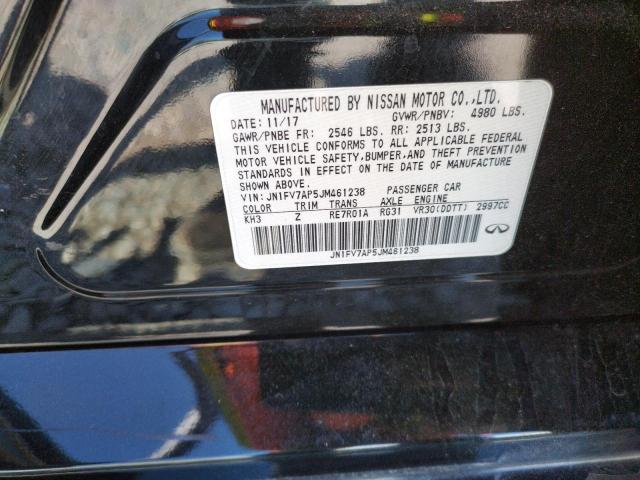 MANUFACTURED BY NISSAN MOTOR CO.,LTD.
DATE: 11/17 GVWR/PNBV: 4980 LBS.
GAWR/PNBE FR: 2546 LBS. RR: 2513 LBS.
THIS VEHICLE CONFORMS TO ALL APPLICABLE FEDERAL
MOTOR VEHICLE SAFETY,BUMPER,AND THEFT PREVENTION
STANDARDS IN EFFECT ON THE DATE OF MANUFACTURE
SHOWN ABOVE.
VIN: JN1FV7AP5JM461238 PASSENGER CAR
COLOR TRIM TRANS AXLE ENGINE
KH3 Z RE7R01A RG31 VR30(DDTT) 2997CC
JN1FV7AP5JM461238